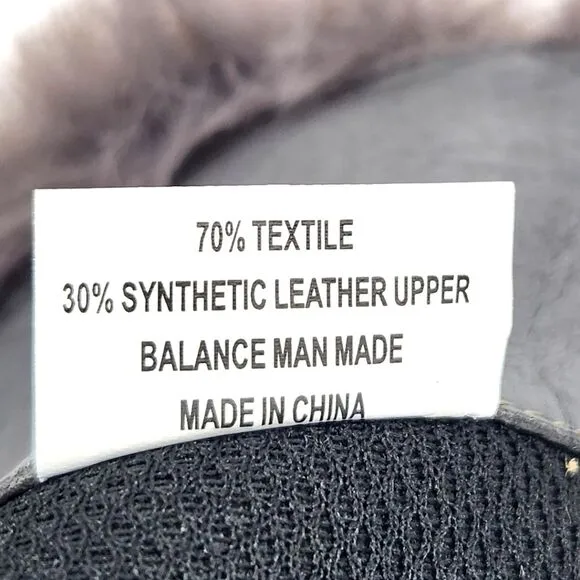 70% TEXTILE
30% SYNTHETIC LEATHER UPPER
BALANCE MAN MADE
MADE IN CHINA